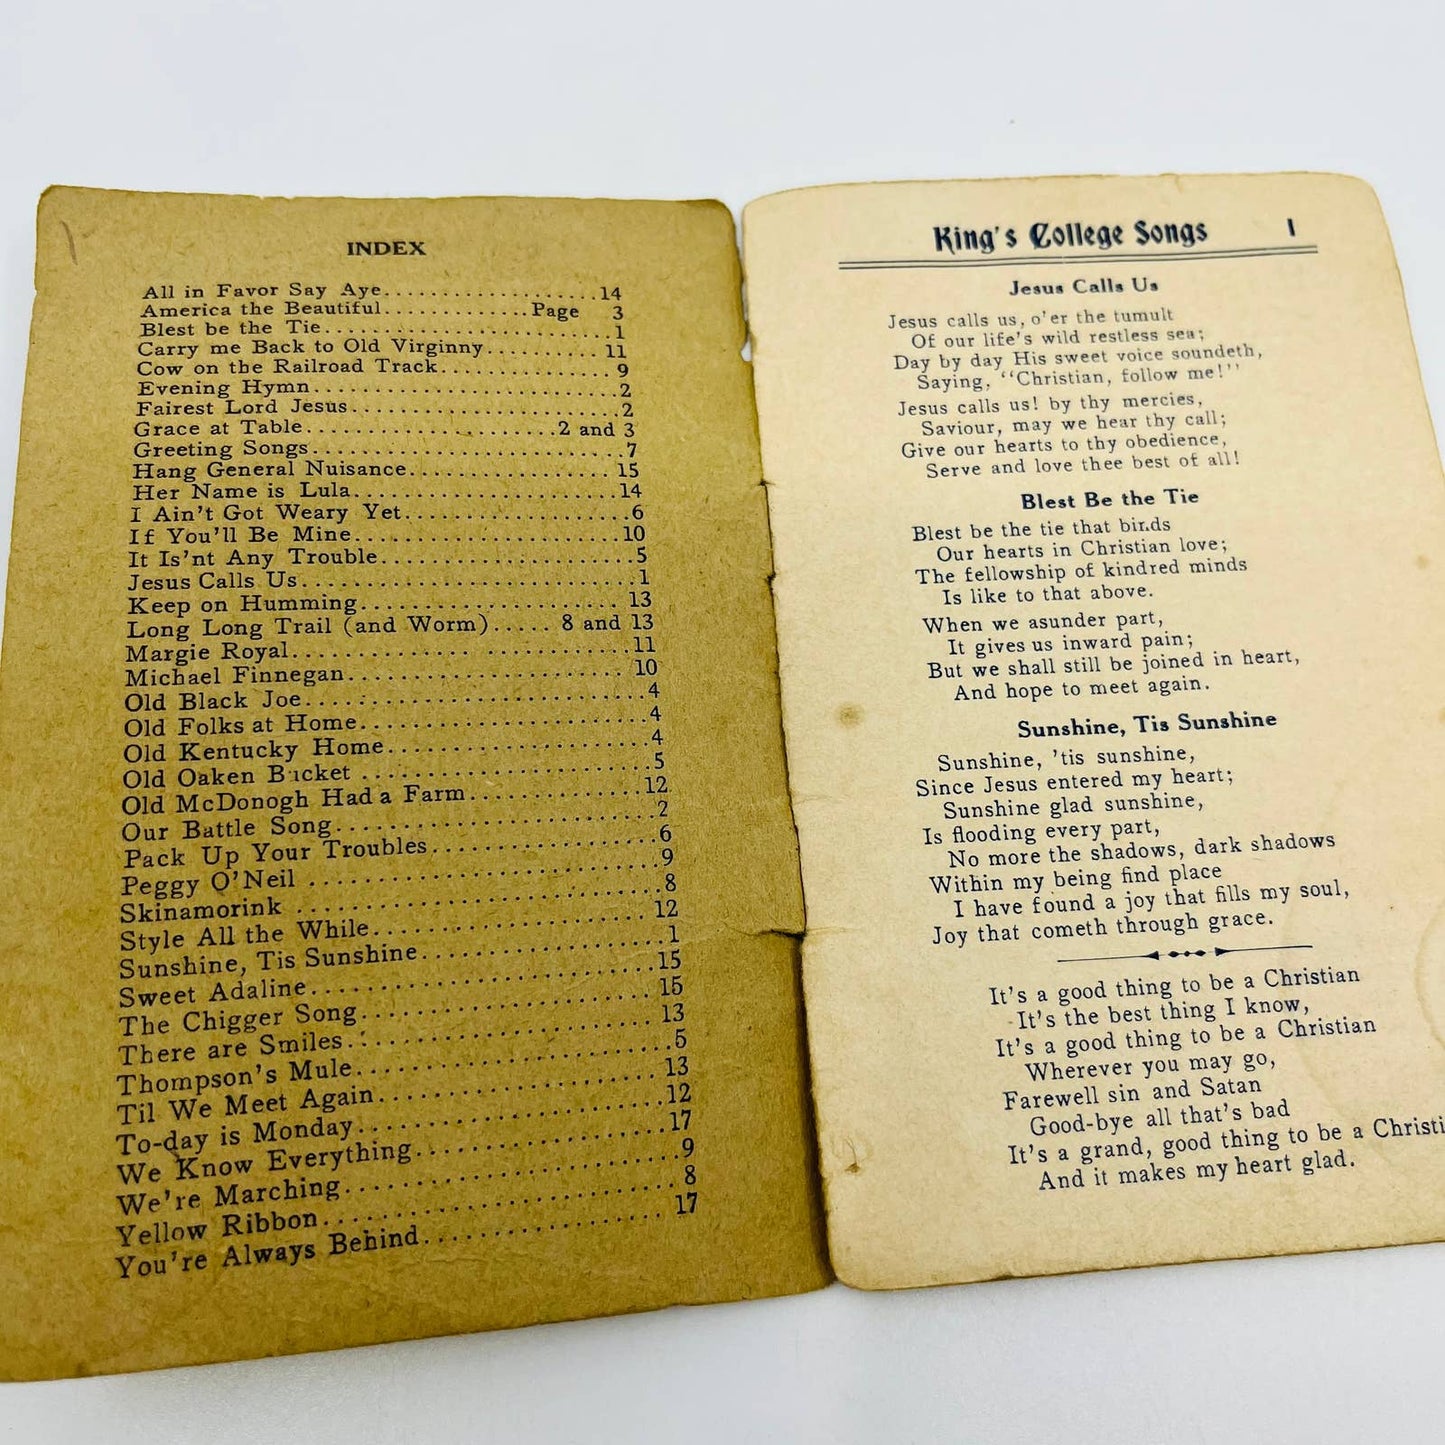 INDEX
All in Favor Say Aye....................14
America the Beautiful.............Page 3
Blest be the Tie...........................1
Carry me Back to Old Virginny..........11
Cow on the Railroad Track................9
Evening Hymn............................2
Fairest Lord Jesus.........................2
Grace at Table.......................2 and 3
Greeting Songs............................7
Hang General Nuisance..................15
Her Name is Lula........................14
I Ain't Got Weary Yet.....................6
If You'll Be Mine........................10
It Is'nt Any Trouble.......................5
Jesus Calls Us..............................1
Keep on Humming.......................13
Long Long Trail (and Worm)..... 8 and 13
Margie Royal.............................11
Michael Finnegan........................10
Old Black Joe.............................4
Old Folks at Home........................4
Old Kentucky Home......................4
Old Oaken Bucket ........................5
Old McDonogh Had a Farm..............12
Our Battle Song..........................2
Pack Up Your Troubles...................6
Peggy O'Neil ............................9
Skinamorink .............................8
Style All the While......................12
Sunshine, Tis Sunshine...................1
Sweet Adaline...........................15
The Chigger Song.......................15
There are Smiles........................13
Thompson's Mule........................5
Til We Meet Again......................13
To-day is Monday.......................12
We Know Everything...................17
We're Marching.........................9
Yellow Ribbon..........................8
You're Always Behind..................17
King's College Songs 1
Jesus Calls Us
Jesus calls us, o'er the tumult
Of our life's wild restless sea;
Day by day His sweet voice soundeth,
Saying, "Christian, follow me!"
Jesus calls us! by thy mercies,
Saviour, may we hear thy call;
Give our hearts to thy obedience,
Serve and love thee best of all!
Blest Be the Tie
Blest be the tie that binds
Our hearts in Christian love;
The fellowship of kindred minds
Is like to that above.
When we asunder part,
It gives us inward pain;
But we shall still be joined in heart,
And hope to meet again.
Sunshine, Tis Sunshine
Sunshine, 'tis sunshine,
Since Jesus entered my heart;
Sunshine glad sunshine,
Is flooding every part,
No more the shadows, dark shadows
Within my being find place
I have found a joy that fills my soul,
Joy that cometh through grace.
It's a good thing to be a Christian
It's the best thing I know,
It's a good thing to be a Christian
Wherever you may go,
Farewell sin and Satan
Good-bye all that's bad
It's a grand, good thing to be a Christi
And it makes my heart glad.